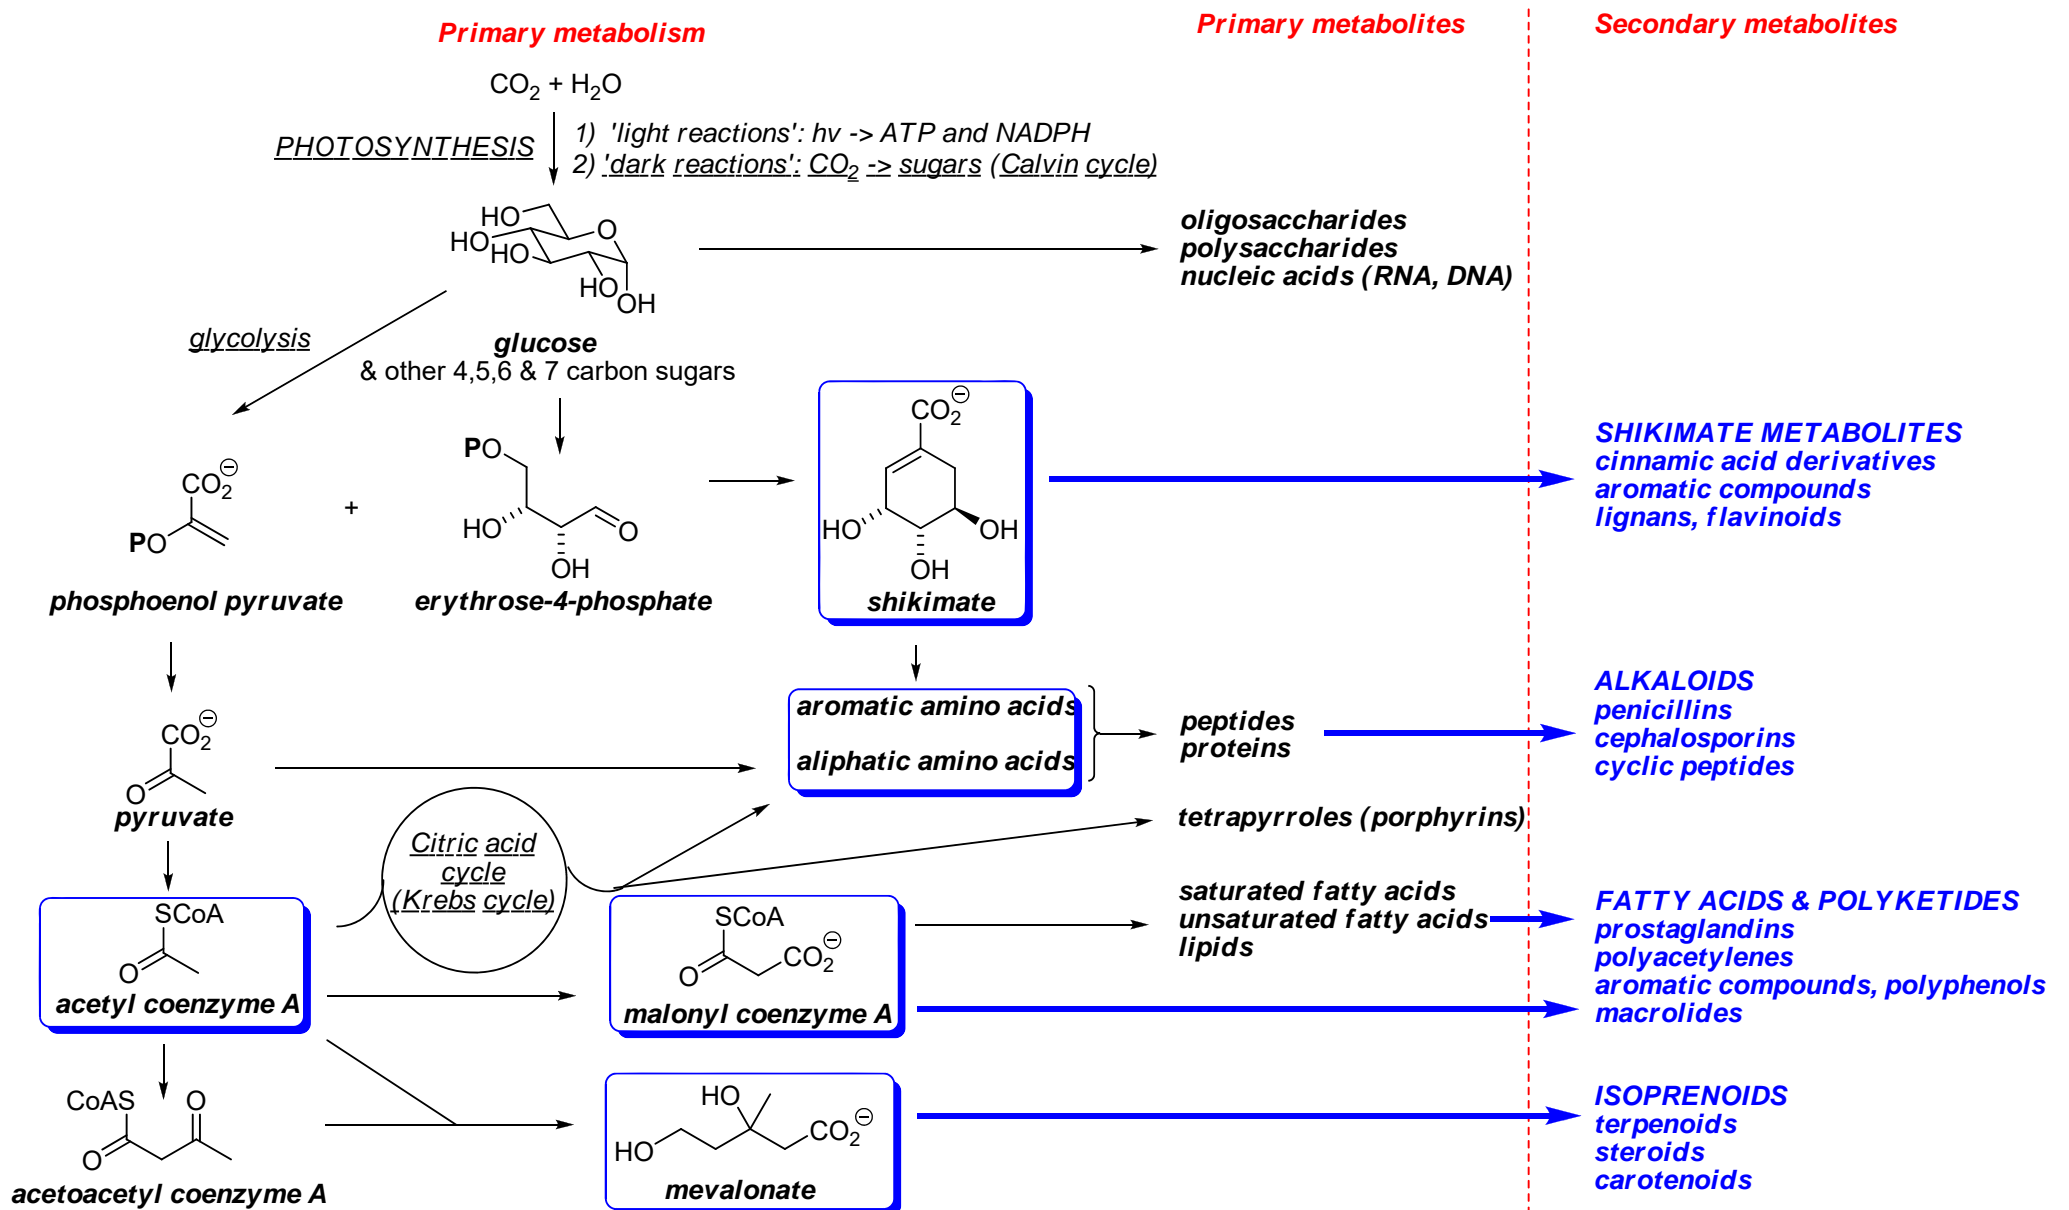 Primary metabolism
Primary metabolites
Secondary metabolites
CO2 + H2O
PHOTOSYNTHESIS
1) 'light reactions': hv -> ATP and NADPH
2) 'dark reactions': CO2 -> sugars (Calvin cycle)
HO
O
HO
HO
HO
OH
oligosaccharides
polysaccharides
nucleic acids (RNA, DNA)
glycolysis
glucose
& other 4,5,6 & 7 carbon sugars
CO2⊖
PO
phosphoenol pyruvate
+
PO
HO
O
OH
erythrose-4-phosphate
CO2⊖
HO
OH
OH
shikimate
SHIKIMATE METABOLITES
cinnamic acid derivatives
aromatic compounds
lignans, flavinoids
CO2⊖
O
pyruvate
aromatic amino acids
aliphatic amino acids
peptides
proteins
ALKALOIDS
penicillins
cephalosporins
cyclic peptides
Citric acid
cycle
(Krebs cycle)
tetrapyrroles (porphyrins)
SCoA
O
acetyl coenzyme A
SCoA
O
CO2⊖
malonyl coenzyme A
saturated fatty acids
unsaturated fatty acids
lipids
FATTY ACIDS & POLYKETIDES
prostaglandins
polyacetylenes
aromatic compounds, polyphenols
macrolides
CoAS
O
O
acetoacetyl coenzyme A
HO
HO
CO2⊖
mevalonate
ISOPRENOIDS
terpenoids
steroids
carotenoids